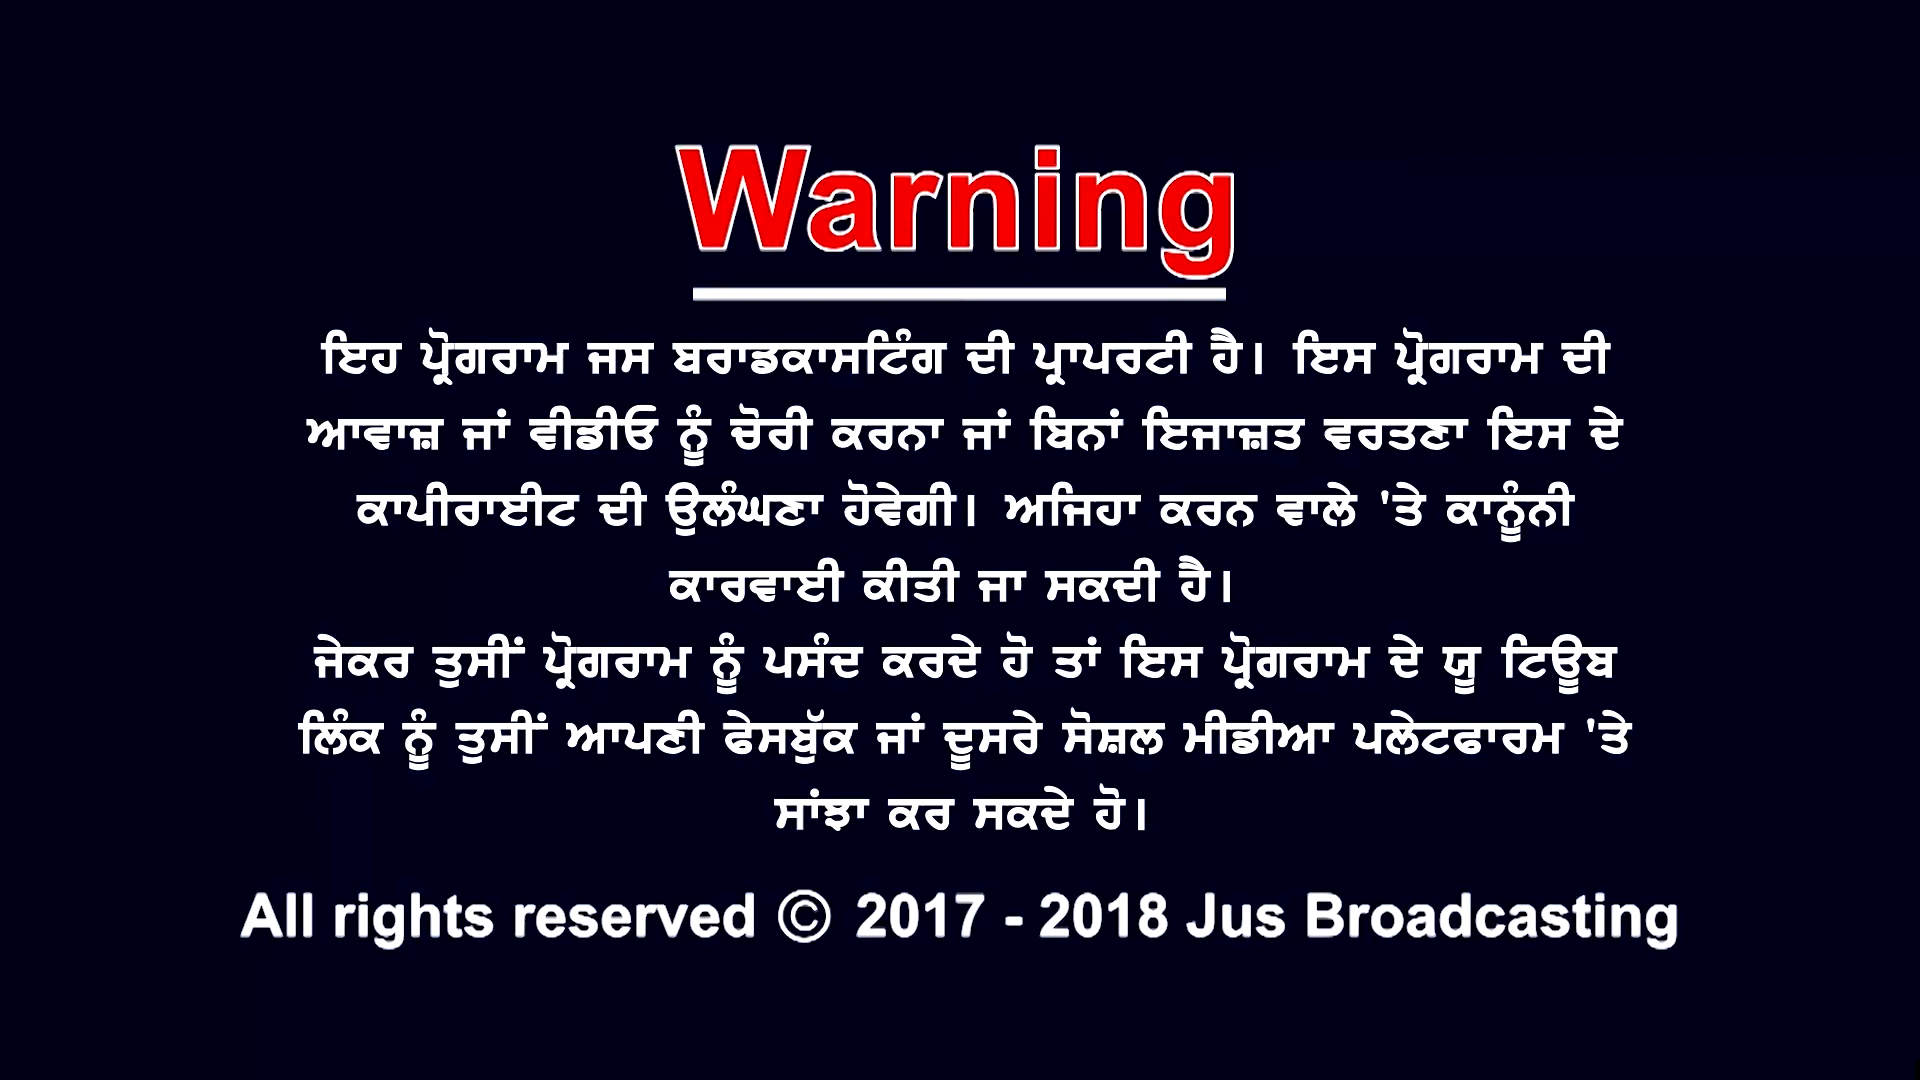 Warning
ਇਹ ਪ੍ਰੋਗਰਾਮ ਜਸ ਬਰਾਡਕਾਸਟਿੰਗ ਦੀ ਪ੍ਰਾਪਰਟੀ ਹੈ। ਇਸ ਪ੍ਰੋਗਰਾਮ ਦੀ
ਆਵਾਜ਼ ਜਾਂ ਵੀਡੀਓ ਨੂੰ ਚੋਰੀ ਕਰਨਾ ਜਾਂ ਬਿਨਾਂ ਇਜਾਜ਼ਤ ਵਰਤਣਾ ਇਸ ਦੇ
ਕਾਪੀਰਾਈਟ ਦੀ ਉਲੰਘਣਾ ਹੋਵੇਗੀ। ਅਜਿਹਾ ਕਰਨ ਵਾਲੇ 'ਤੇ ਕਾਨੂੰਨੀ
ਕਾਰਵਾਈ ਕੀਤੀ ਜਾ ਸਕਦੀ ਹੈ।
ਜੇਕਰ ਤੁਸੀਂ ਪ੍ਰੋਗਰਾਮ ਨੂੰ ਪਸੰਦ ਕਰਦੇ ਹੋ ਤਾਂ ਇਸ ਪ੍ਰੋਗਰਾਮ ਦੇ ਯੂ ਟਿਊਬ
ਲਿੰਕ ਨੂੰ ਤੁਸੀਂ ਆਪਣੀ ਫੇਸਬੁੱਕ ਜਾਂ ਦੂਸਰੇ ਸੋਸ਼ਲ ਮੀਡੀਆ ਪਲੇਟਫਾਰਮ 'ਤੇ
ਸਾਂਝਾ ਕਰ ਸਕਦੇ ਹੋ।
All rights reserved © 2017 - 2018 Jus Broadcasting